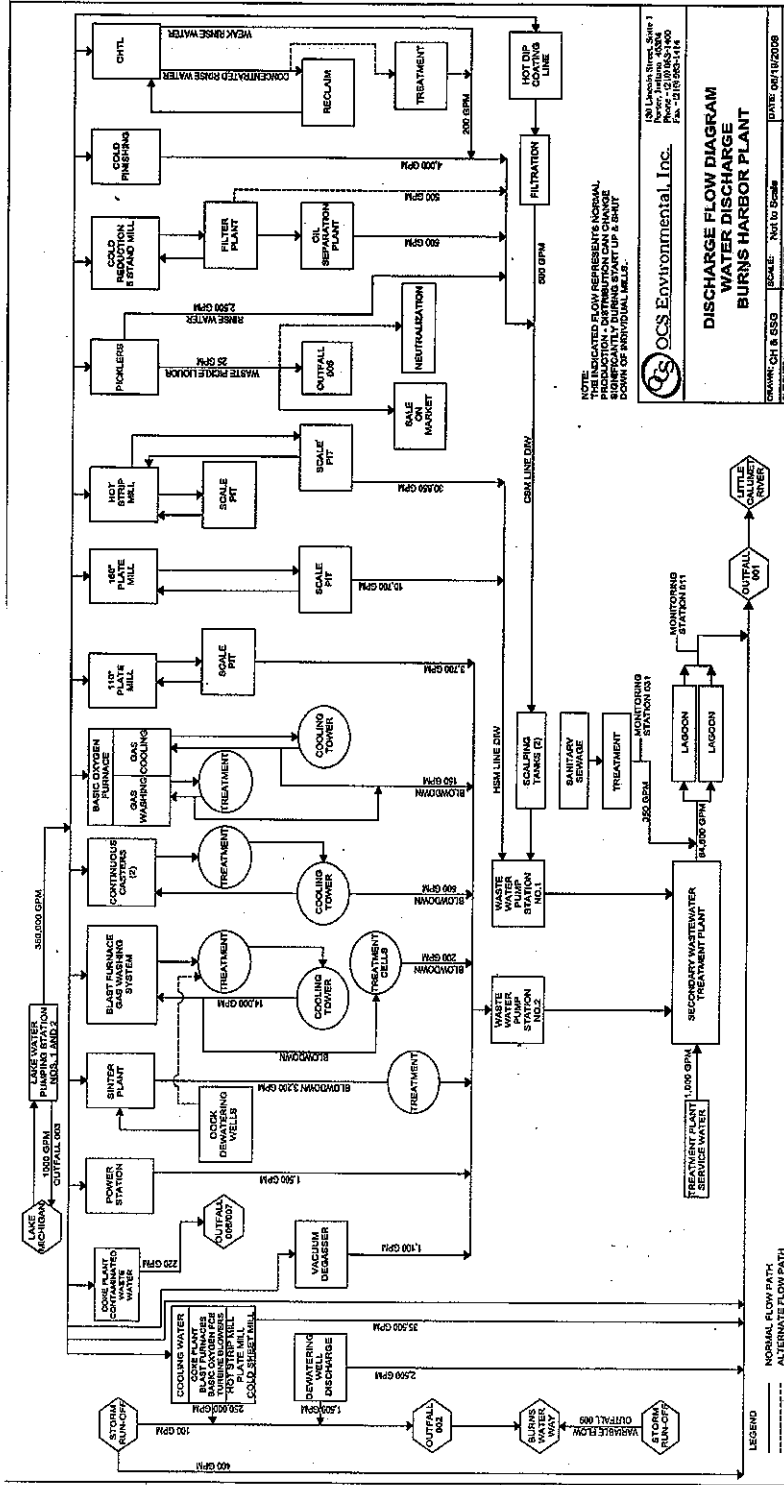 LAKE
MICHIGAN
1000 GPM
OUTFALL 003
LAKE WATER
PUMPING STATION
NOS. 1 AND 2
350,000 GPM
STORM
RUN-OFF
100 GPM
400 GPM
COOLING WATER
COKE PLANT
BLAST FURNACES
BASIC OXYGEN FCE
TURBINE BLOWERS
HOT STRIP MILL
PLATE MILL
COLD SHEET MILL
250,000 GPM
35,500 GPM
DEWATERING
WELL
DISCHARGE
1,500 GPM
2,500 GPM
OUTFALL
002
BURNS
WATER
WAY
VARIABLE FLOW
OUTFALL 009
STORM
RUN-OFF
COKE PLANT
CONTAMINATED
WASTE
WATER
220 GPM
OUTFALL
VACUUM
DEGASSER
1,100 GPM
POWER
STATION
1,500 GPM
SINTER
PLANT
DOCK
DEWATERING
WELLS
BLOWDOWN 3,200 GPM
TREATMENT
BLAST FURNACE
GAS WASHING
SYSTEM
TREATMENT
14,000 GPM
COOLING
TOWER
BLOWDOWN
TREATMENT
CELLS
200 GPM
BLOWDOWN
CONTINUOUS
CASTERS
(2)
TREATMENT
COOLING
TOWER
BLOWDOWN
BASIC OXYGEN
FURNACE
GAS
WASHING
GAS
COOLING
TREATMENT
COOLING
TOWER
150 GPM
BLOWDOWN
110"
PLATE
MILL
SCALE
PIT
3,700 GPM
160"
PLATE
MILL
SCALE
PIT
10,700 GPM
HOT
STRIP
MILL
SCALE
PIT
SCALE
PIT
30,850 GPM
PICKLERS
WASTE PICKLE LIQUOR
25 GPM
RINSE WATER
2,500 GPM
OUTFALL
SALE
ON
MARKET
NEUTRALIZATION
COLD
REDUCTION
5 STAND MILL
FILTER
PLANT
500 GPM
OIL
SEPARATION
PLANT
500 GPM
COLD
FINISHING
4,000 GPM
CHTL
WEAK RINSE WATER
CONCENTRATED RINSE WATER
RECLAIM
TREATMENT
200 GPM
HOT DIP
COATING
LINE
FILTRATION
500 GPM
CSM LINE DIW
HSM LINE DIW
SCALPING
TANKS (2)
WASTE
WATER
PUMP
STATION
NO.1
WASTE
WATER
PUMP
STATION
NO.2
SANITARY
SEWAGE
TREATMENT
350 GPM
MONITORING
STATION 031
TREATMENT PLANT
SERVICE WATER
1,000 GPM
SECONDARY WASTEWATER
TREATMENT PLANT
LAGOON
LAGOON
MONITORING
STATION 011
OUTFALL
001
LITTLE
CALUMET
RIVER
NOTE:
THE INDICATED FLOW REPRESENTS NORMAL
PRODUCTION - DISTRIBUTION CAN CHANGE
SIGNIFICANTLY DURING START UP & SHUT
DOWN OF INDIVIDUAL MILLS.
LEGEND
NORMAL FLOW PATH
ALTERNATE FLOW PATH
OCS
OCS Environmental, Inc.
Porter, Indiana
DISCHARGE FLOW DIAGRAM
WATER DISCHARGE
BURNS HARBOR PLANT
DRAWN: CH & SSG
SCALE: Not to Scale
DATE: